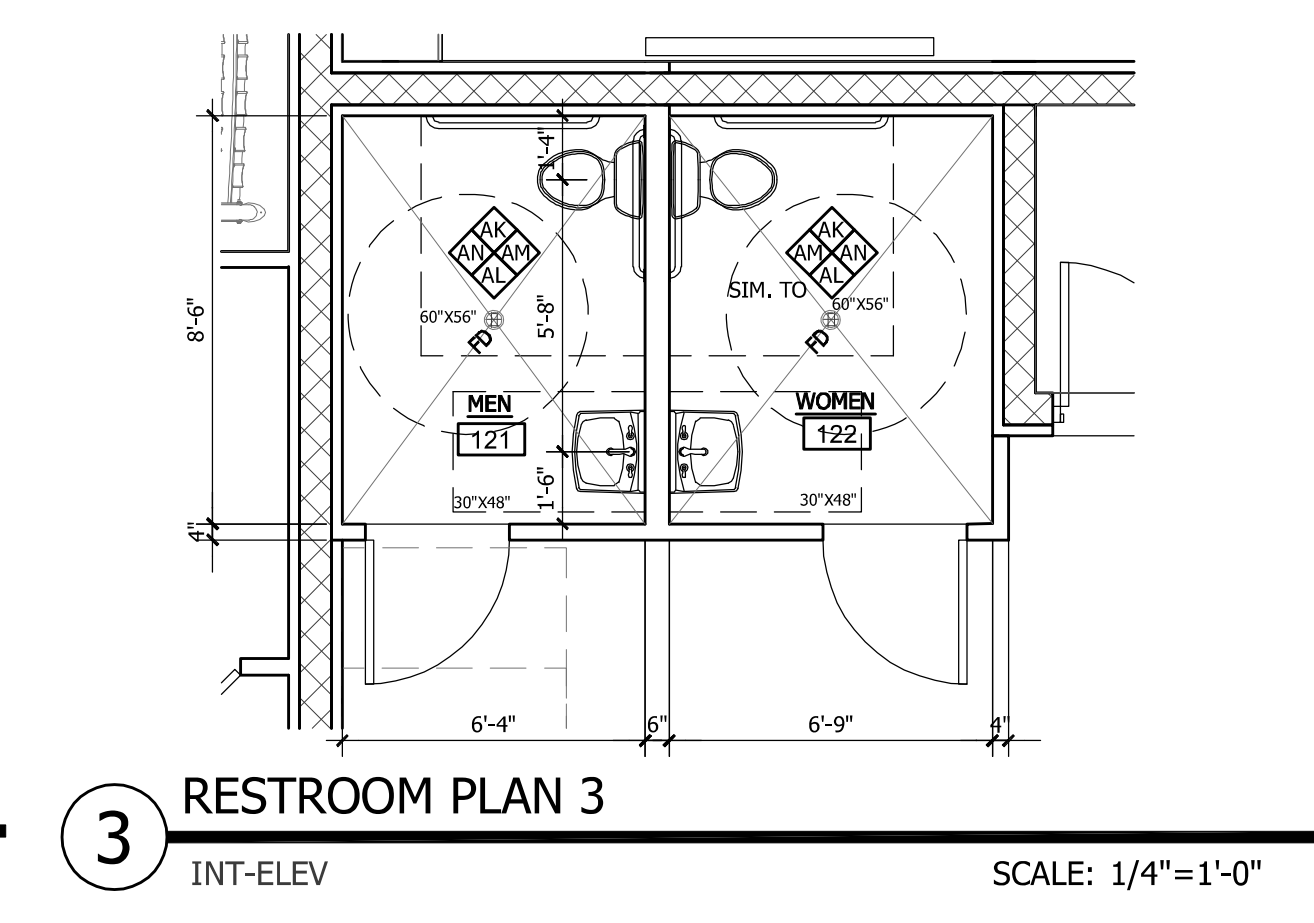 1'-4"
AK
AN AM
AL
AK
AM AN
AL
SIM. TO
60"X56"
60"X56"
8'-6"
5'-8"
FD
FD
MEN
121
WOMEN
122
30"X48"
30"X48"
1'-6"
4"
6'-4"
6"
6'-9"
4"
3
RESTROOM PLAN 3
INT-ELEV
SCALE: 1/4"=1'-0"